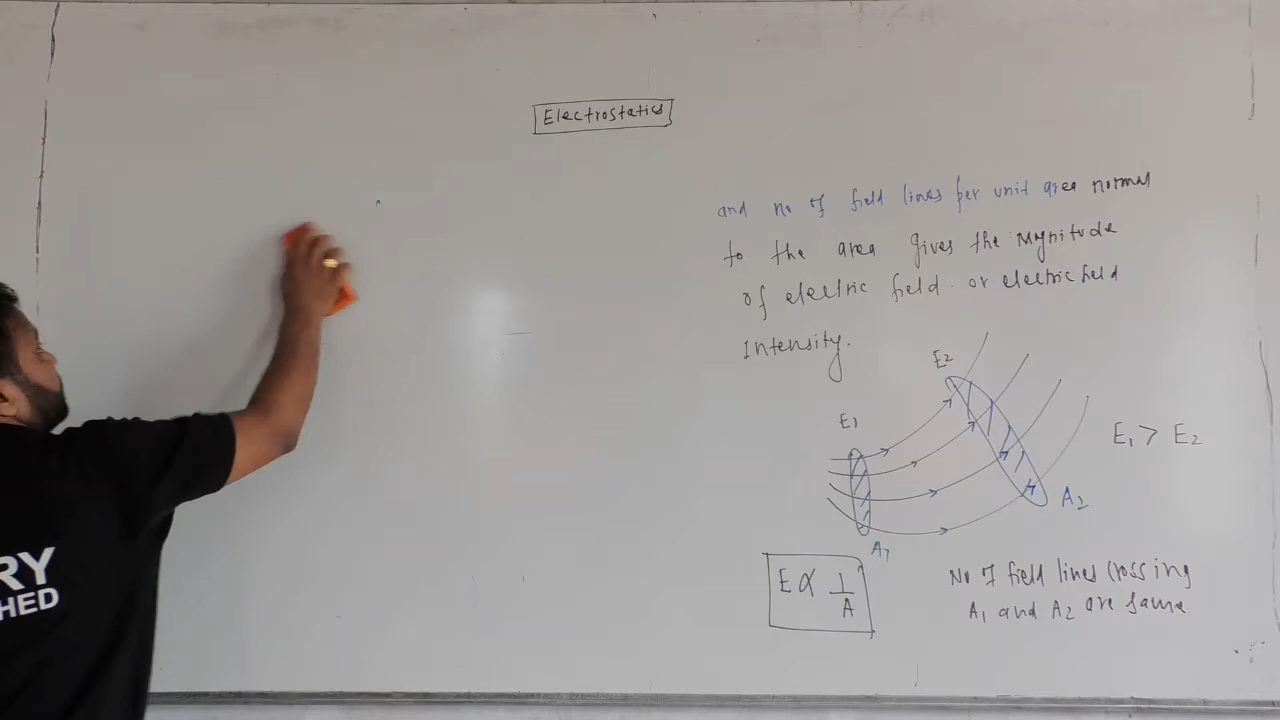 Electrostatics
and no of field lines per unit area normal
to the area gives the Magnitude
of electric field or electric field
Intensity.
E2
E1
E1 > E2
A2
A1
E ∝ 1/A
No of field lines crossing
A1 and A2 are same
RY
HED